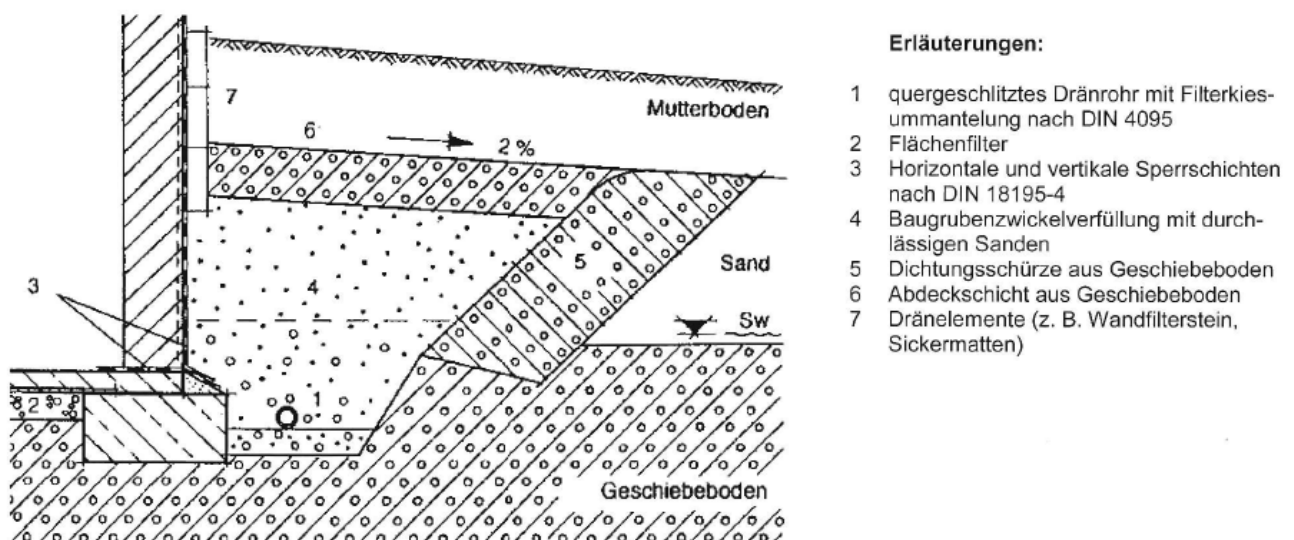 7
Mutterboden
6
2 %
5
Sand
3
4
Sw
2
1
Geschiebeboden
Erläuterungen:
1 quergeschlitztes Dränrohr mit Filterkies-
ummantelung nach DIN 4095
2 Flächenfilter
3 Horizontale und vertikale Sperrschichten
nach DIN 18195-4
4 Baugrubenzwickelverfüllung mit durch-
lässigen Sanden
5 Dichtungsschürze aus Geschiebeboden
6 Abdeckschicht aus Geschiebeboden
7 Dränelemente (z. B. Wandfilterstein,
Sickermatten)